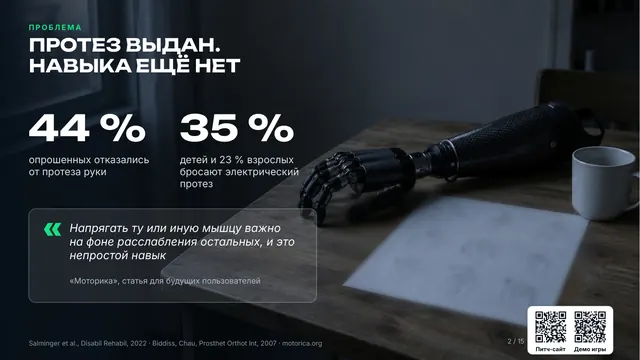 ПРОБЛЕМА
ПРОТЕЗ ВЫДАН.
НАВЫКА ЕЩЁ НЕТ
44 %
опрошенных отказались
от протеза руки
35 %
детей и 23 % взрослых
бросают электрический
протез
«
Напрягать ту или иную мышцу важно
на фоне расслабления остальных, и это
непростой навык
«Моторика», статья для будущих пользователей
Salminger et al., Disabil Rehabil, 2022 · Biddiss, Chau, Prosthet Orthot Int, 2007 · motorica.org
2 / 15
Питч-сайт
Демо игры